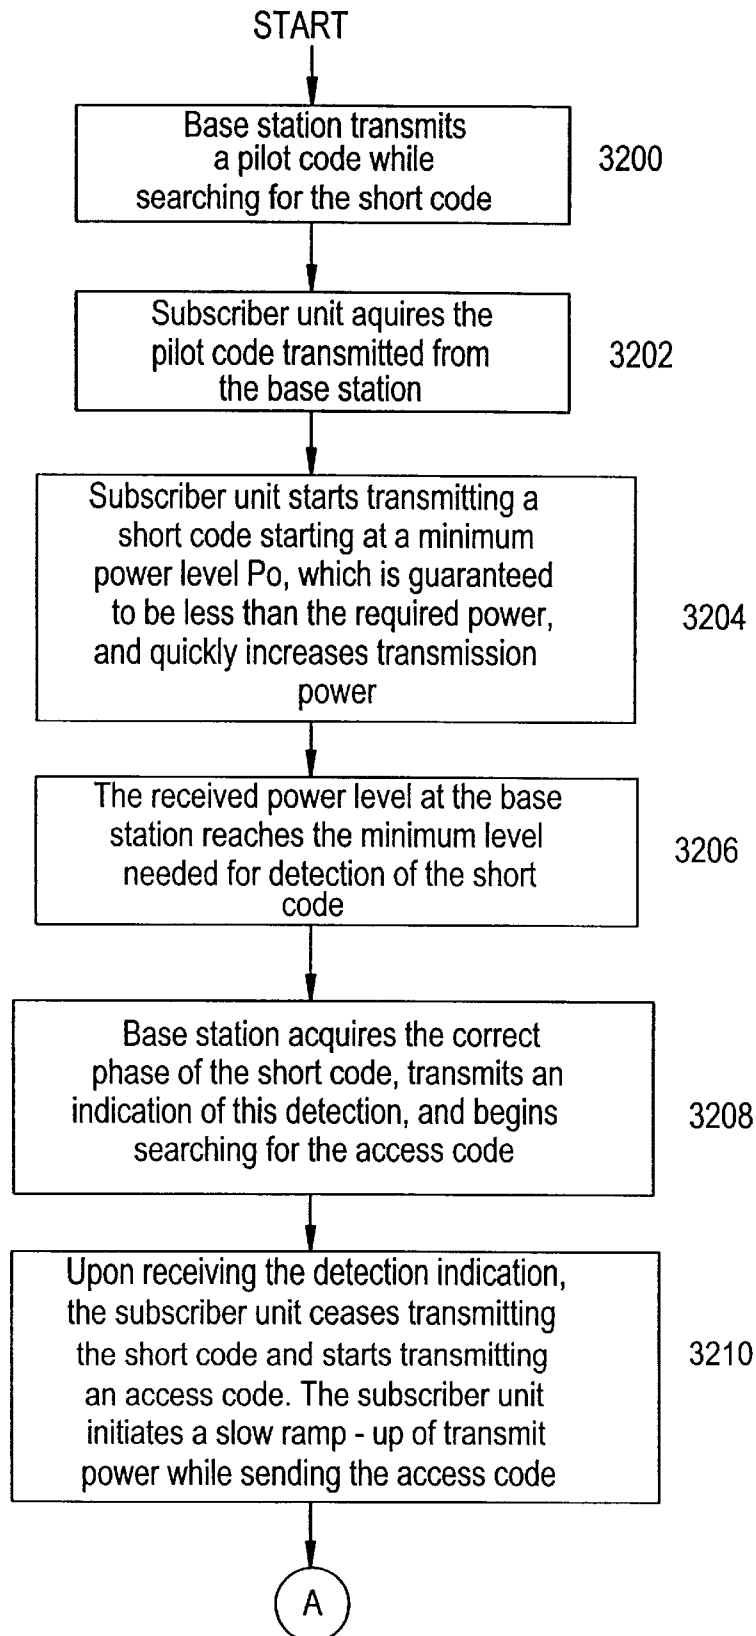 START
Base station transmits
a pilot code while
searching for the short code
3200
Subscriber unit aquires the
pilot code transmitted from
the base station
3202
Subscriber unit starts transmitting a
short code starting at a minimum
power level Po, which is guaranteed
to be less than the required power,
and quickly increases transmission
power
3204
The received power level at the base
station reaches the minimum level
needed for detection of the short
code
3206
Base station acquires the correct
phase of the short code, transmits an
indication of this detection, and begins
searching for the access code
3208
Upon receiving the detection indication,
the subscriber unit ceases transmitting
the short code and starts transmitting
an access code. The subscriber unit
initiates a slow ramp - up of transmit
power while sending the access code
3210
A